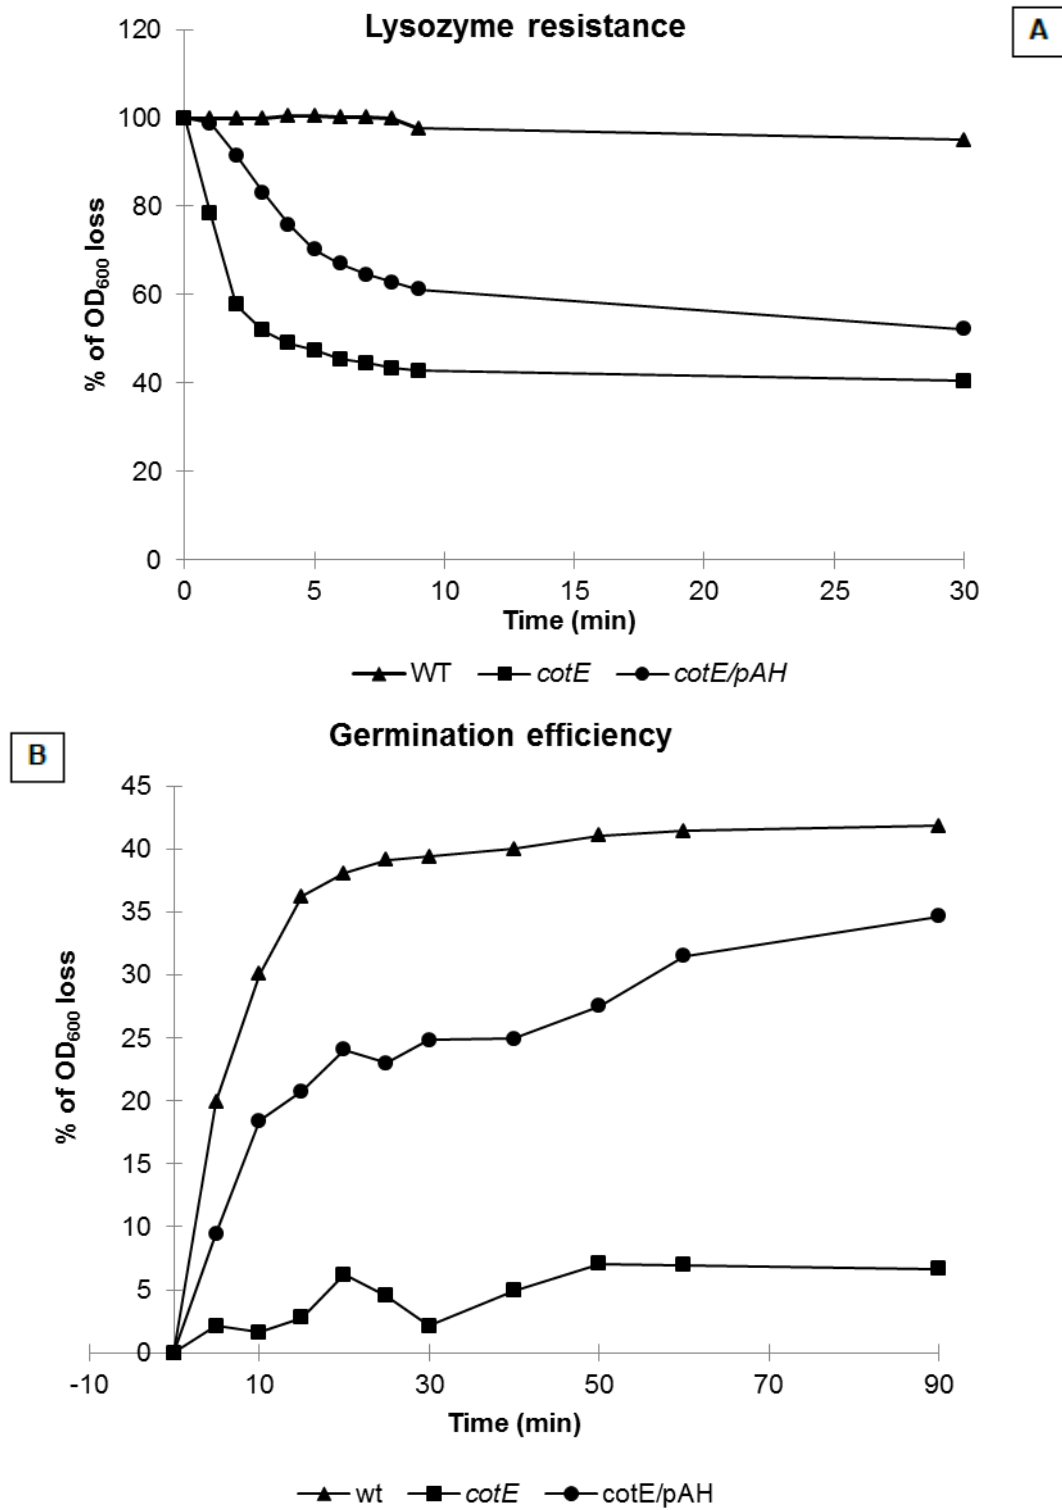 Lysozyme resistance
A
120
100
80
60
40
20
0
% of OD600 loss
0 5 10 15 20 25 30
Time (min)
WT cotE cotE/pAH
Germination efficiency
B
45
40
35
30
25
20
15
10
5
0
% of OD600 loss
-10 10 30 50 70 90
Time (min)
wt cotE cotE/pAH